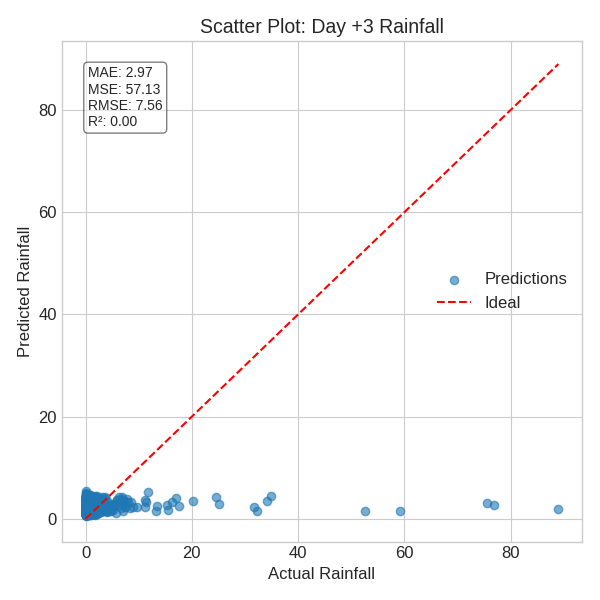 Scatter Plot: Day +3 Rainfall
MAE: 2.97
MSE: 57.13
RMSE: 7.56
R²: 0.00
Predicted Rainfall
80
60
40
20
0
Predictions
Ideal
0 20 40 60 80
Actual Rainfall